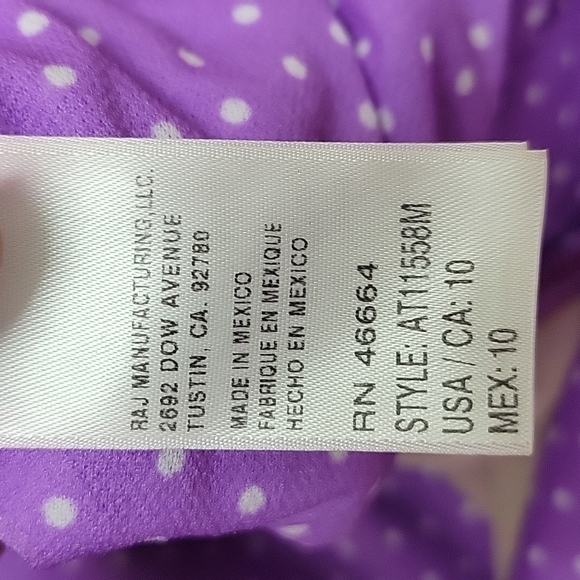 RAJ MANUFACTURING, LLC.
2692 DOW AVENUE
TUSTIN, CA. 92780
MADE IN MEXICO
FABRIQUE EN MEXIQUE
HECHO EN MEXICO
RN 46664
STYLE: AT11558M
USA / CA: 10
MEX: 10